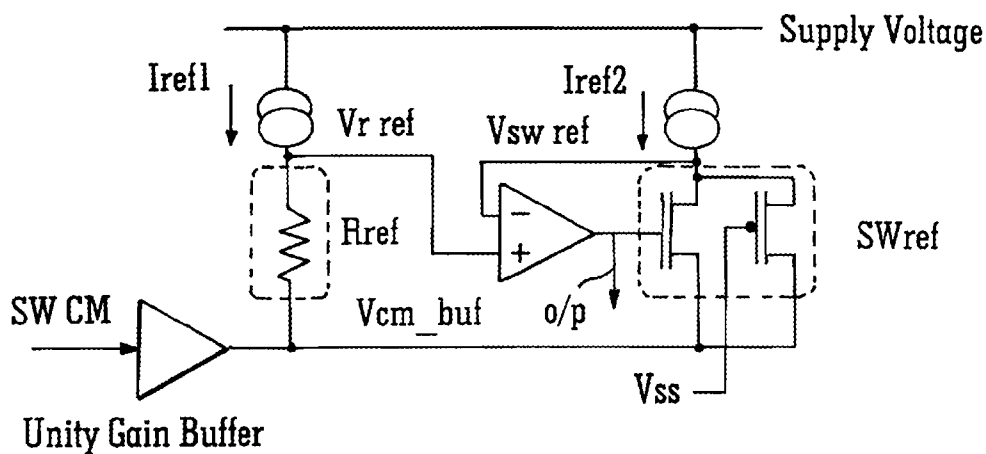 Supply Voltage
Iref1
Iref2
Vr ref
Vsw ref
Rref
−
+
SWref
SW CM
Vcm_buf
o/p
Vss
Unity Gain Buffer